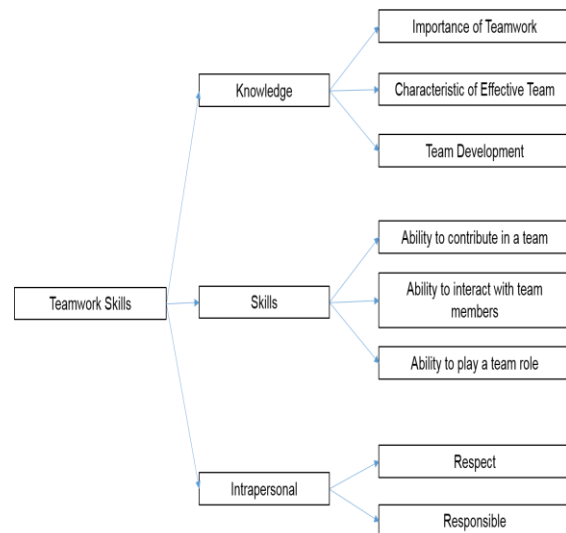 Importance of Teamwork
Knowledge
Characteristic of Effective Team
Team Development
Ability to contribute in a team
Teamwork Skills
Skills
Ability to interact with team
members
Ability to play a team role
Respect
Intrapersonal
Responsible